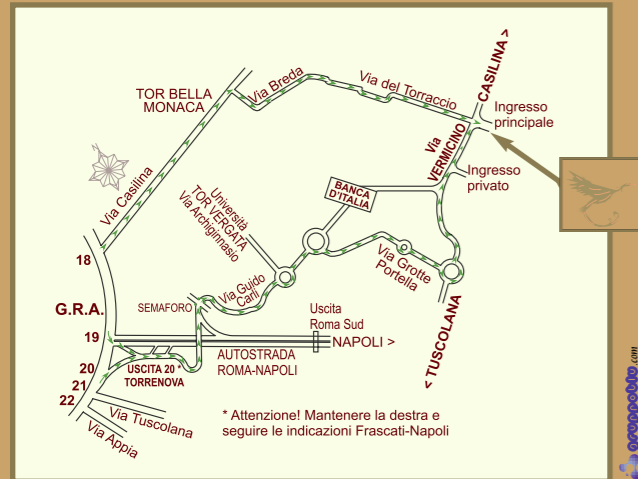 CASILINA >
Via Breda
Via del Torraccio
TOR BELLA
MONACA
Ingresso
principale
Via
VERMICINO
Ingresso
privato
BANCA
D'ITALIA
Via Casilina
Università
TOR VERGATA
Via Archiginnasio
18
Via Grotte
Portella
Via Guido
Carli
G.R.A.
SEMAFORO
Uscita
Roma Sud
19
NAPOLI >
< TUSCOLANA
AUTOSTRADA
ROMA-NAPOLI
20
USCITA 20 *
TORRENOVA
21
22
Via Tuscolana
Via Appia
* Attenzione! Mantenere la destra e
seguire le indicazioni Frascati-Napoli